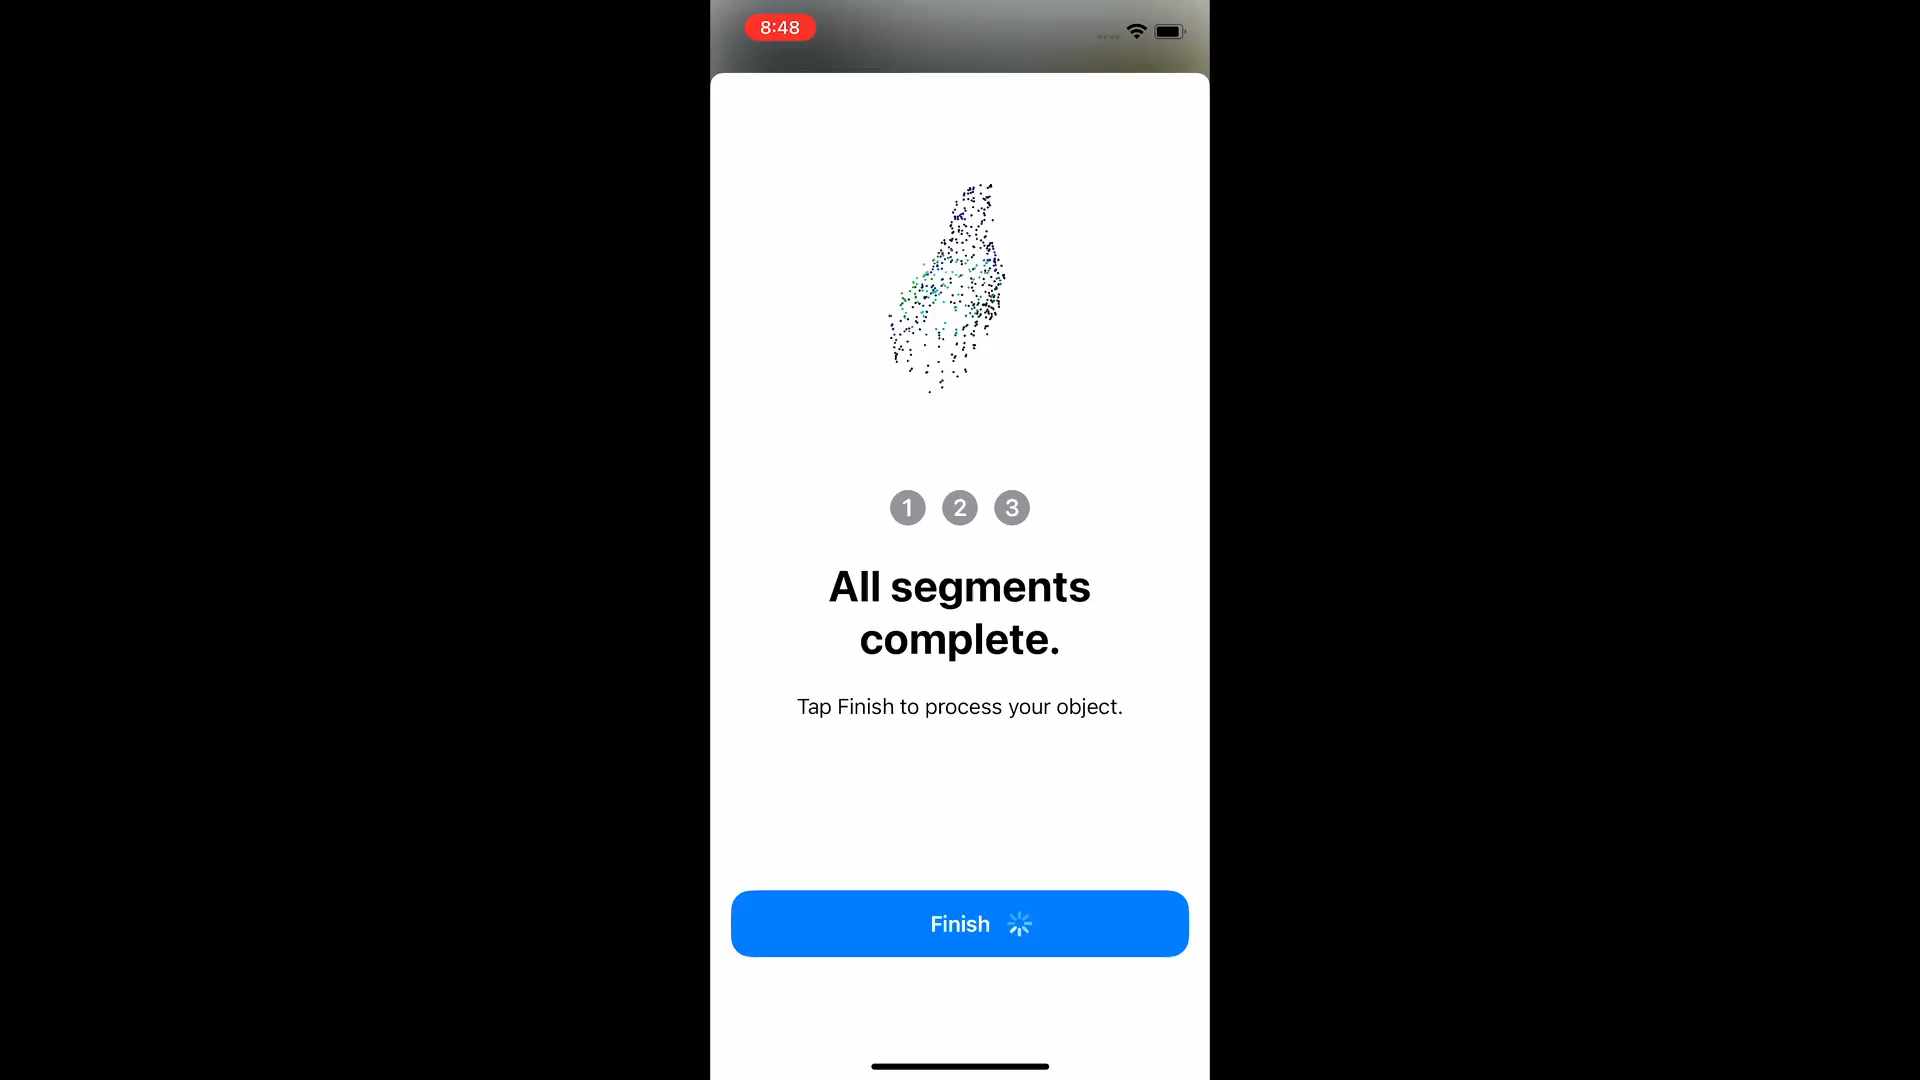 8:48
1 2 3
All segments
complete.
Tap Finish to process your object.
Finish